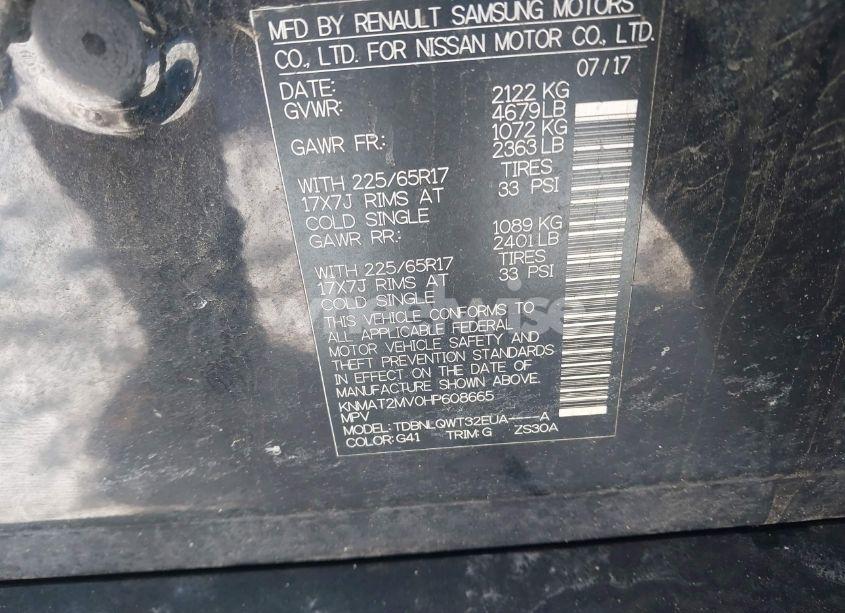 MFD BY RENAULT SAMSUNG MOTORS
CO., LTD. FOR NISSAN MOTOR CO., LTD.
07/17
DATE: 2122 KG
GVWR: 4679 LB
1072 KG
GAWR FR: 2363 LB
WITH 225/65R17 TIRES
17X7J RIMS AT 33 PSI
COLD SINGLE
GAWR RR: 1089 KG
2401 LB
WITH 225/65R17 TIRES
17X7J RIMS AT 33 PSI
COLD SINGLE
THIS VEHICLE CONFORMS TO
ALL APPLICABLE FEDERAL
MOTOR VEHICLE SAFETY AND
THEFT PREVENTION STANDARDS
IN EFFECT ON THE DATE OF
MANUFACTURE SHOWN ABOVE.
KNMAT2MV0HP608665
MPV
MODEL: TDBNLQWT32EUA----A
COLOR: G41 TRIM: G ZS30A